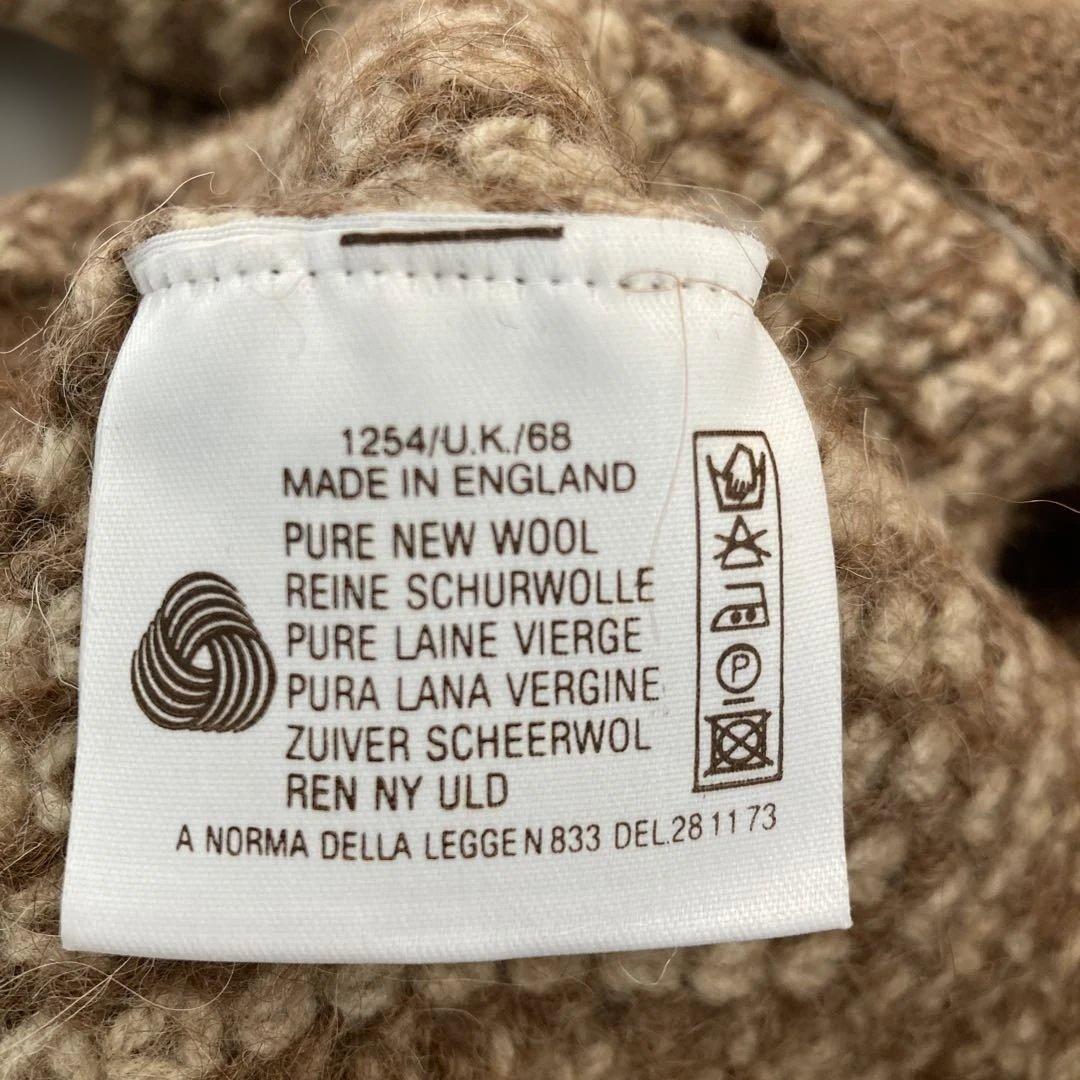 1254/U.K./68
MADE IN ENGLAND
PURE NEW WOOL
REINE SCHURWOLLE
PURE LAINE VIERGE
PURA LANA VERGINE
ZUIVER SCHEERWOL
REN NY ULD
A NORMA DELLA LEGGE N 833 DEL.28 11 73
P